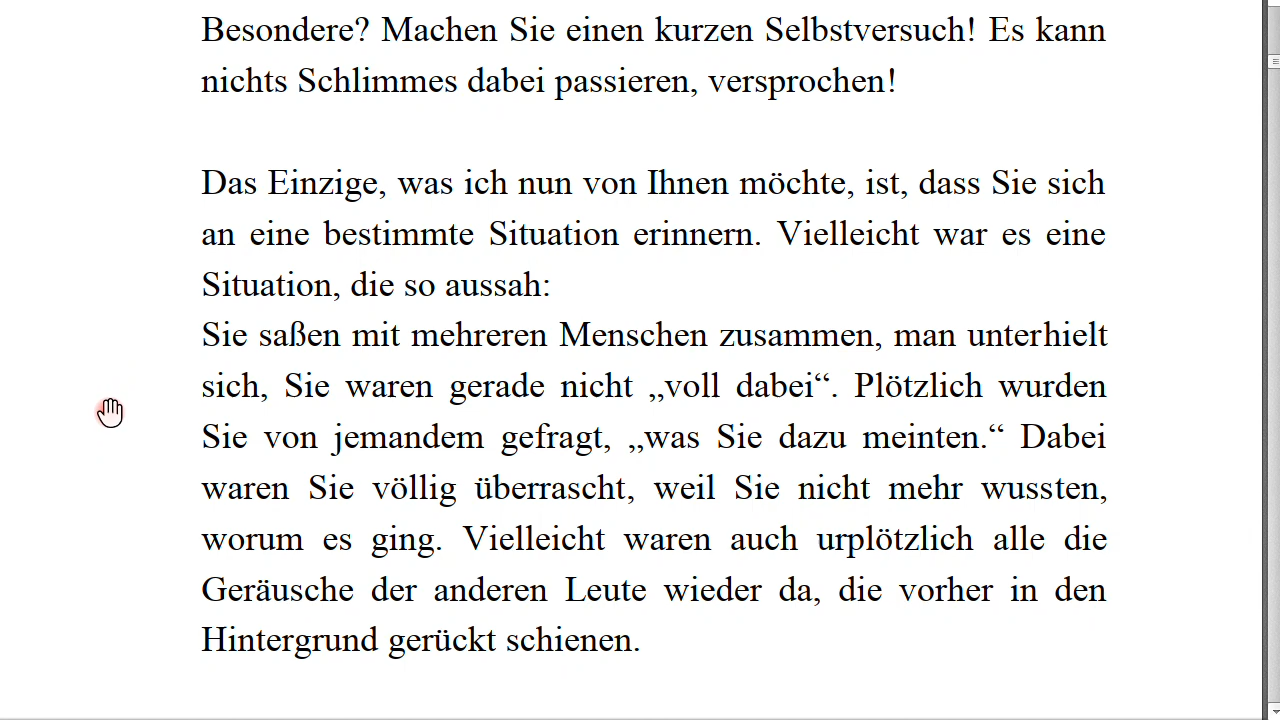 Besondere? Machen Sie einen kurzen Selbstversuch! Es kann
nichts Schlimmes dabei passieren, versprochen!
Das Einzige, was ich nun von Ihnen möchte, ist, dass Sie sich
an eine bestimmte Situation erinnern. Vielleicht war es eine
Situation, die so aussah:
Sie saßen mit mehreren Menschen zusammen, man unterhielt
sich, Sie waren gerade nicht „voll dabei“. Plötzlich wurden
Sie von jemandem gefragt, „was Sie dazu meinten.“ Dabei
waren Sie völlig überrascht, weil Sie nicht mehr wussten,
worum es ging. Vielleicht waren auch urplötzlich alle die
Geräusche der anderen Leute wieder da, die vorher in den
Hintergrund gerückt schienen.